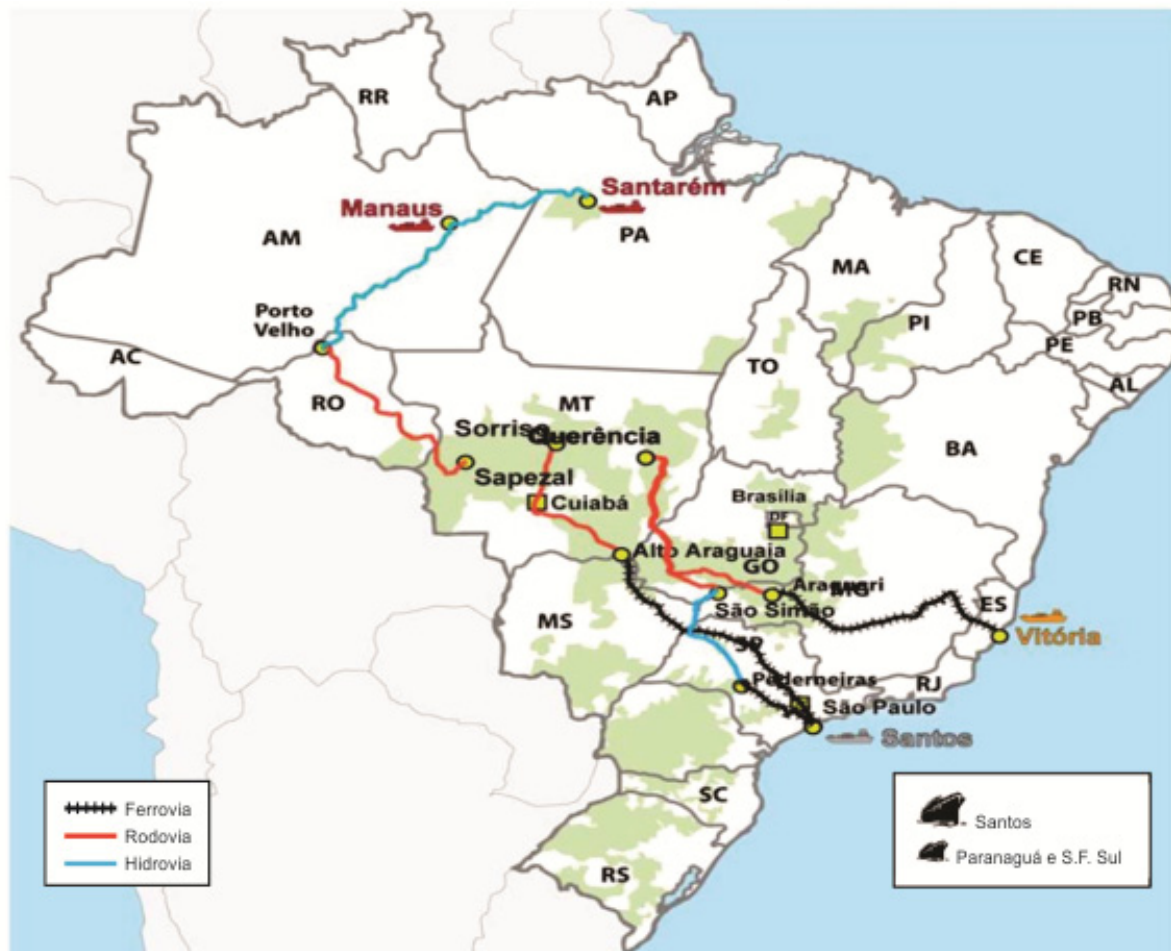 RR
AP
Santarém
Manaus
AM
PA
MA
CE
RN
PB
PI
PE
AL
Porto
Velho
AC
TO
RO
MT
BA
Sorriso
Querência
Sapezal
Cuiabá
Brasília
DF
Alto Araguaia
GO
Araguari
MG
ES
São Simão
MS
Vitória
SP
RJ
Pederneiras
São Paulo
Santos
SC
RS
Ferrovia
Rodovia
Hidrovia
Santos
Paranaguá e S.F. Sul